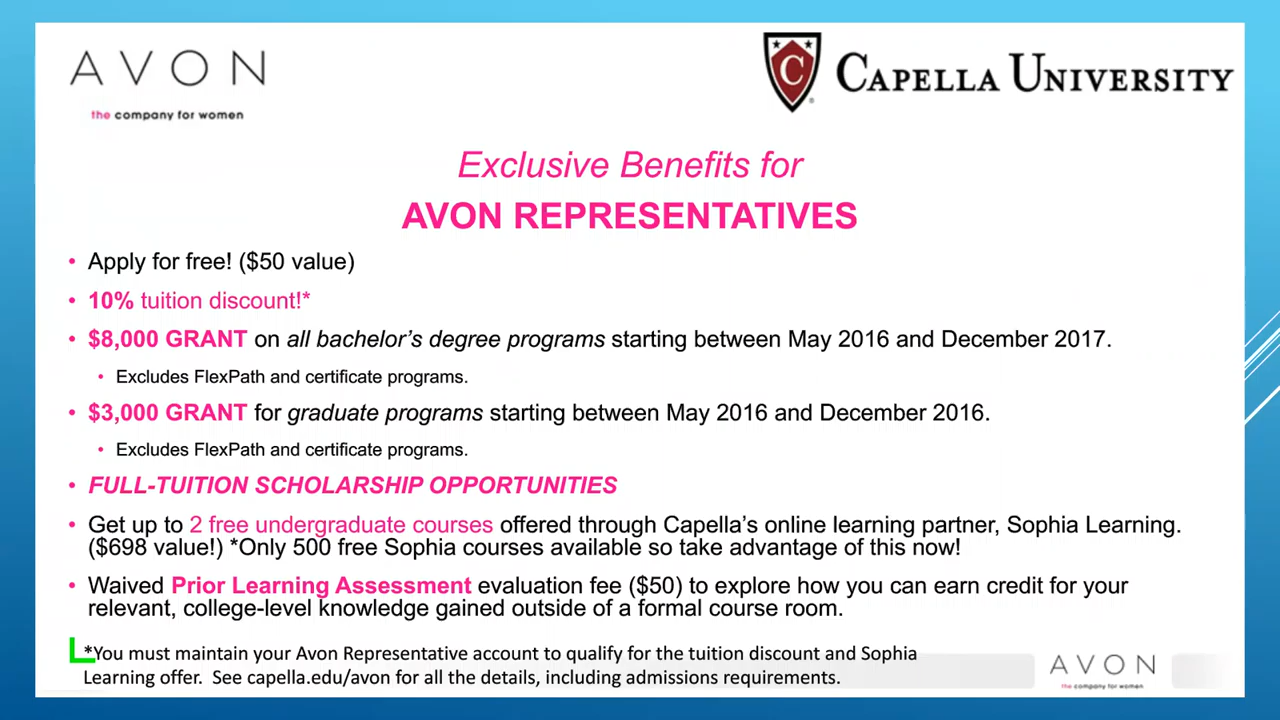 AVON
the company for women
CAPELLA UNIVERSITY
Exclusive Benefits for
AVON REPRESENTATIVES
• Apply for free! ($50 value)
• 10% tuition discount!*
• $8,000 GRANT on all bachelor's degree programs starting between May 2016 and December 2017.
• Excludes FlexPath and certificate programs.
• $3,000 GRANT for graduate programs starting between May 2016 and December 2016.
• Excludes FlexPath and certificate programs.
• FULL-TUITION SCHOLARSHIP OPPORTUNITIES
• Get up to 2 free undergraduate courses offered through Capella's online learning partner, Sophia Learning.
($698 value!) *Only 500 free Sophia courses available so take advantage of this now!
• Waived Prior Learning Assessment evaluation fee ($50) to explore how you can earn credit for your
relevant, college-level knowledge gained outside of a formal course room.
*You must maintain your Avon Representative account to qualify for the tuition discount and Sophia
Learning offer. See capella.edu/avon for all the details, including admissions requirements.
AVON
the company for women